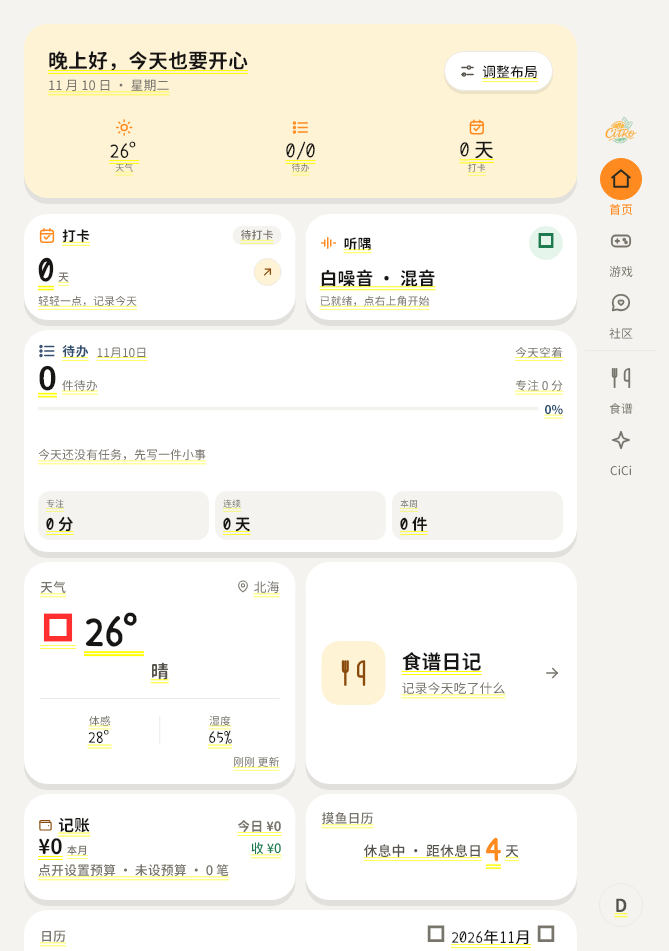 晚上好，今天也要开心
11 月 10 日 · 星期二
调整布局
26°
天气
0/0
待办
0 天
打卡
Citko
首页
游戏
社区
食谱
CiCi
打卡
待打卡
0 天
轻轻一点，记录今天
听隅
白噪音 · 混音
已就绪，点右上角开始
待办 11月10日
今天空着
0 件待办
专注 0 分
0%
今天还没有任务，先写一件小事
专注
0 分
连续
0 天
本周
0 件
天气
北海
26°
晴
体感
28°
湿度
65%
刚刚 更新
食谱日记
记录今天吃了什么
记账
今日 ¥0
¥0 本月
收 ¥0
点开设置预算 · 未设预算 · 0 笔
摸鱼日历
休息中 · 距休息日 4 天
日历
2026年11月
D